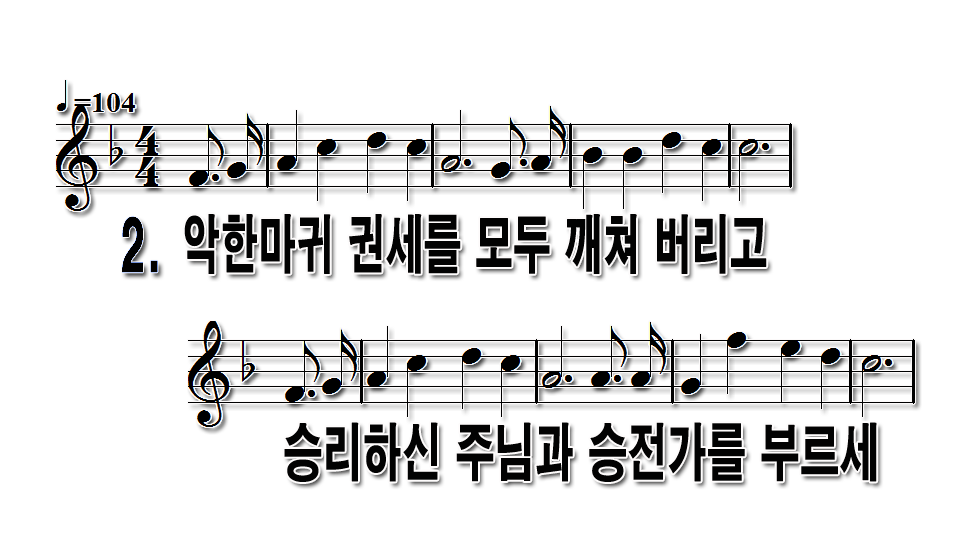 ♩=104
2. 악한마귀 권세를 모두 깨쳐 버리고
승리하신 주님과 승전가를 부르세